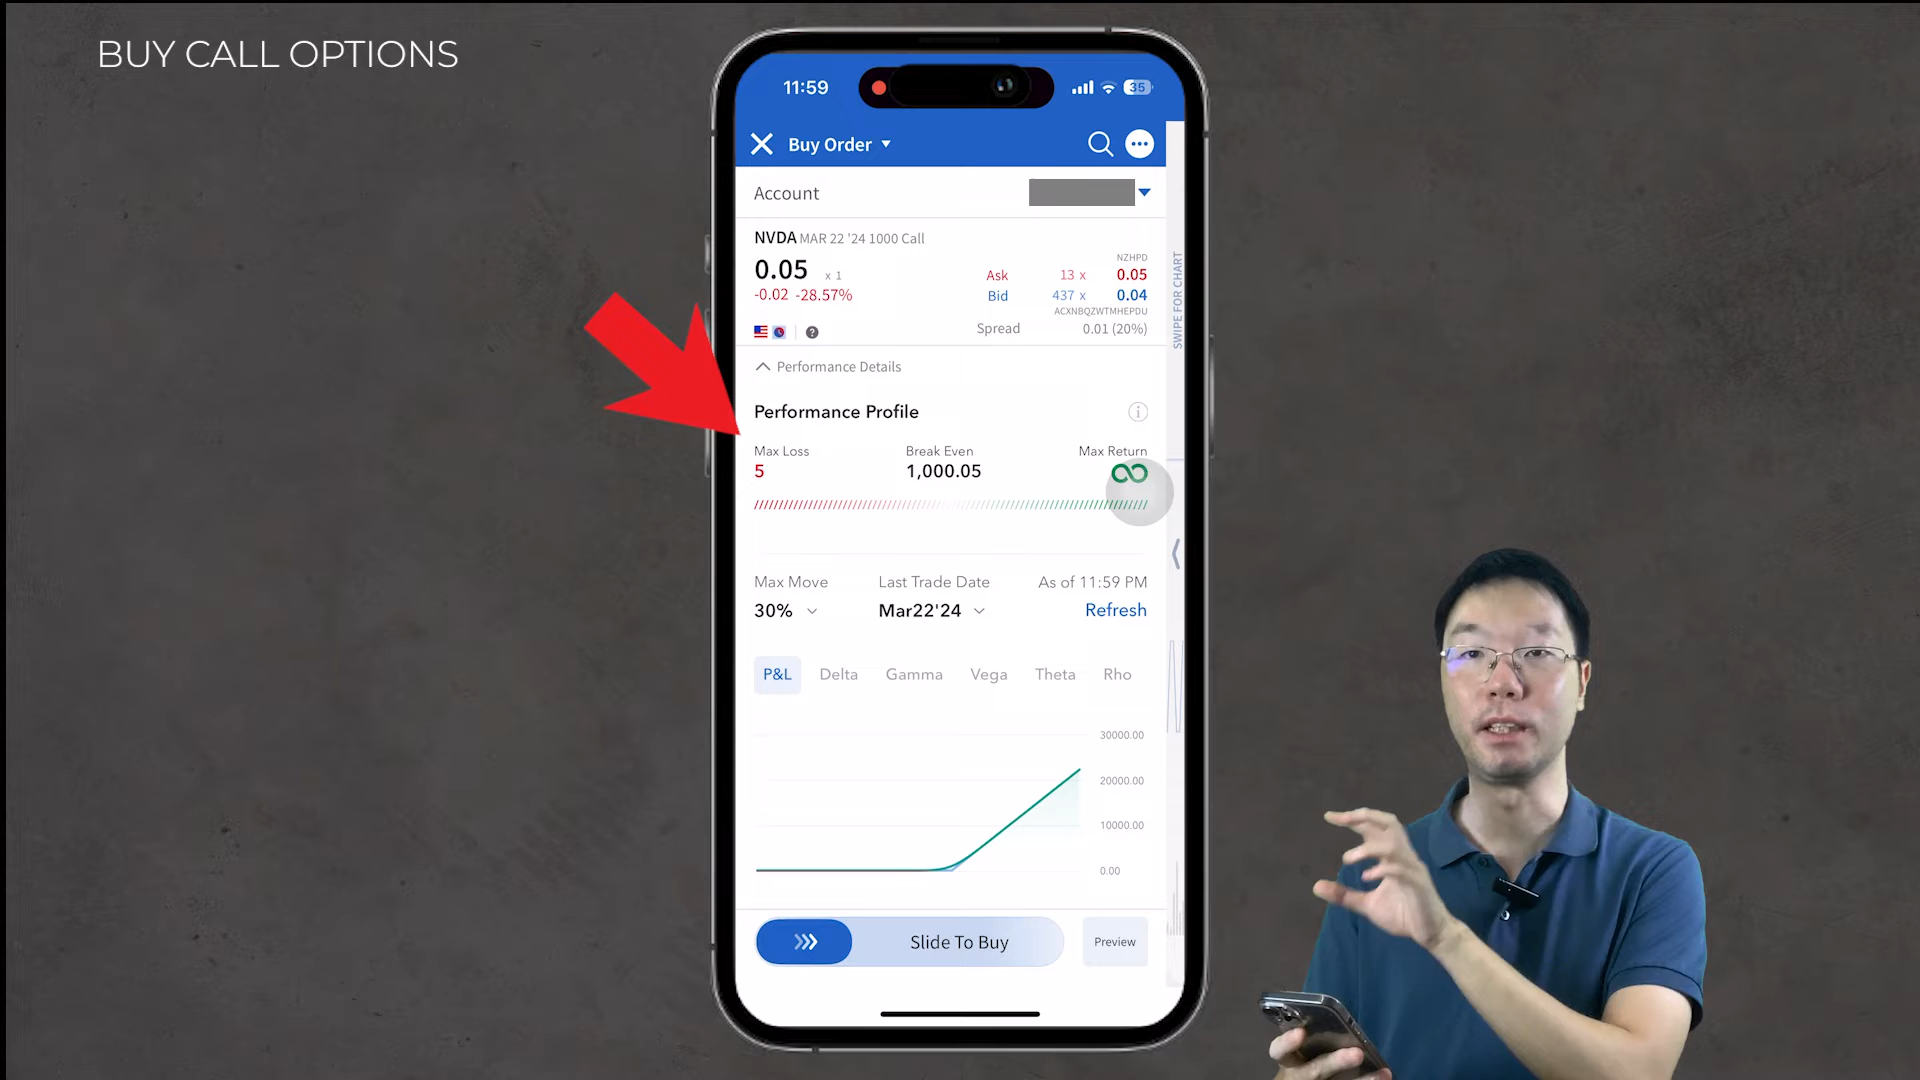 BUY CALL OPTIONS
11:59
35
Buy Order
Account
NVDA MAR 22 '24 1000 Call
NZHPD
0.05 x 1
Ask 13 x 0.05
-0.02 -28.57%
Bid 437 x 0.04
ACXNBQZWTMHEPDU
Spread 0.01 (20%)
SWIPE FOR CHART
Performance Details
Performance Profile
Max Loss Break Even Max Return
5 1,000.05 ∞
Max Move Last Trade Date As of 11:59 PM
30% Mar22'24 Refresh
P&L Delta Gamma Vega Theta Rho
30000.00
20000.00
10000.00
0.00
Slide To Buy
Preview